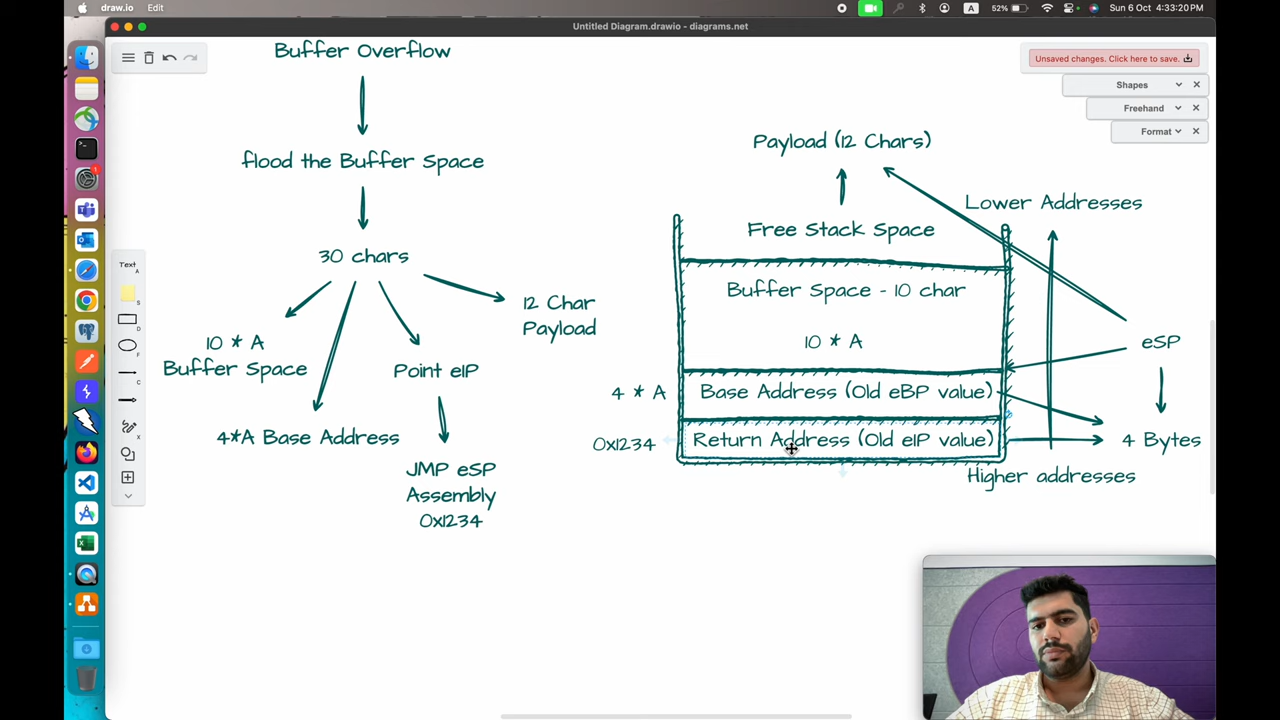 draw.io Edit
A 52% Sun 6 Oct 4:33:20 PM
Untitled Diagram.drawio - diagrams.net
Unsaved changes. Click here to save.
Shapes
Freehand
Format
Text
Buffer Overflow
flood the Buffer Space
30 chars
10 * A
Buffer Space
4*A Base Address
Point eIP
JMP eSP
Assembly
0x1234
12 Char
Payload
Payload (12 Chars)
Lower Addresses
Free Stack Space
Buffer Space - 10 char
10 * A
eSP
4 * A
Base Address (Old eBP value)
0x1234
Return Address (Old eIP value)
4 Bytes
Higher addresses